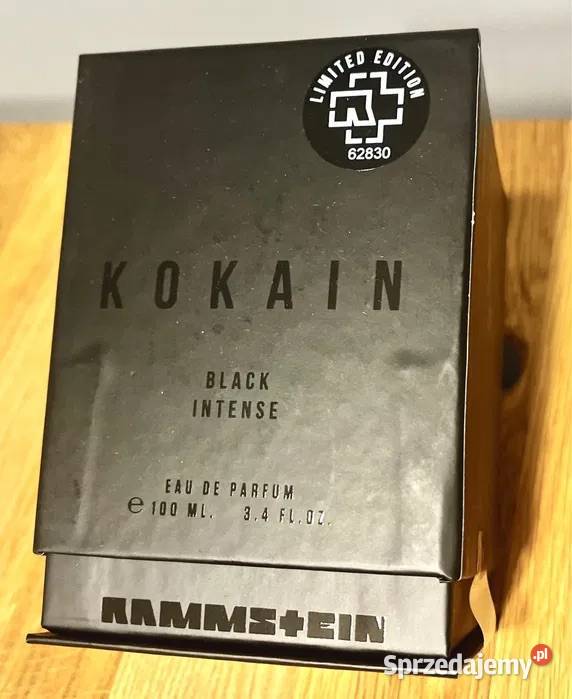 LIMITED EDITION
62830
KOKAIN
BLACK
INTENSE
EAU DE PARFUM
e 100 ML. 3.4 FL.OZ.
RAMMSTEIN
Sprzedajemy.pl